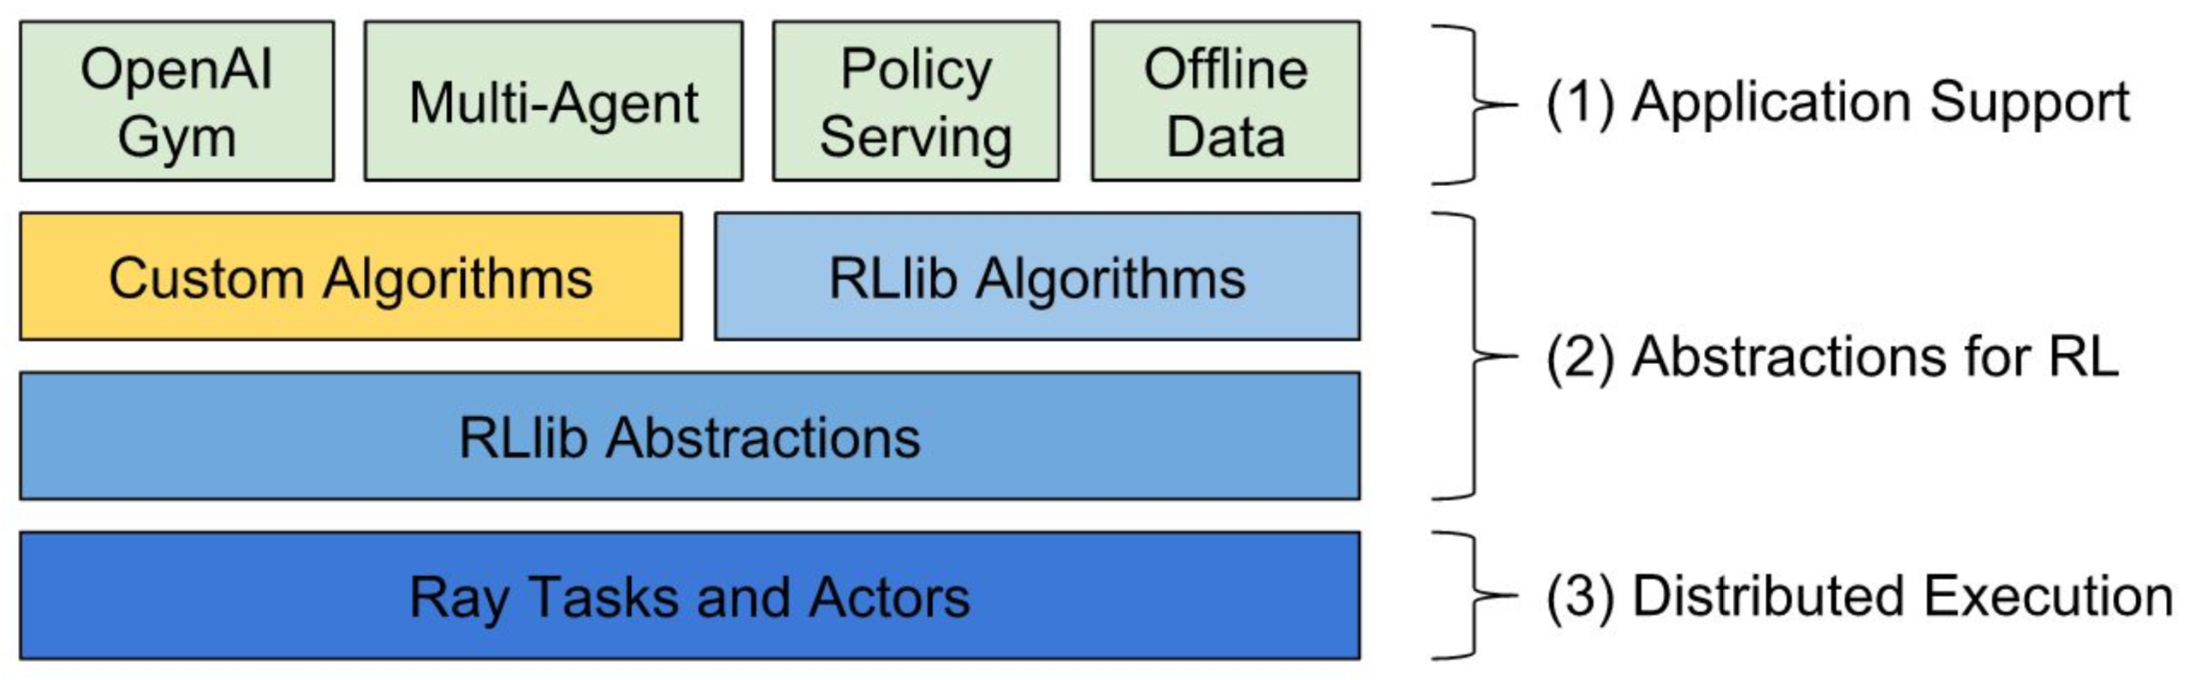 OpenAI
Gym
Multi-Agent
Policy
Serving
Offline
Data
(1) Application Support
Custom Algorithms
RLlib Algorithms
(2) Abstractions for RL
RLlib Abstractions
Ray Tasks and Actors
(3) Distributed Execution